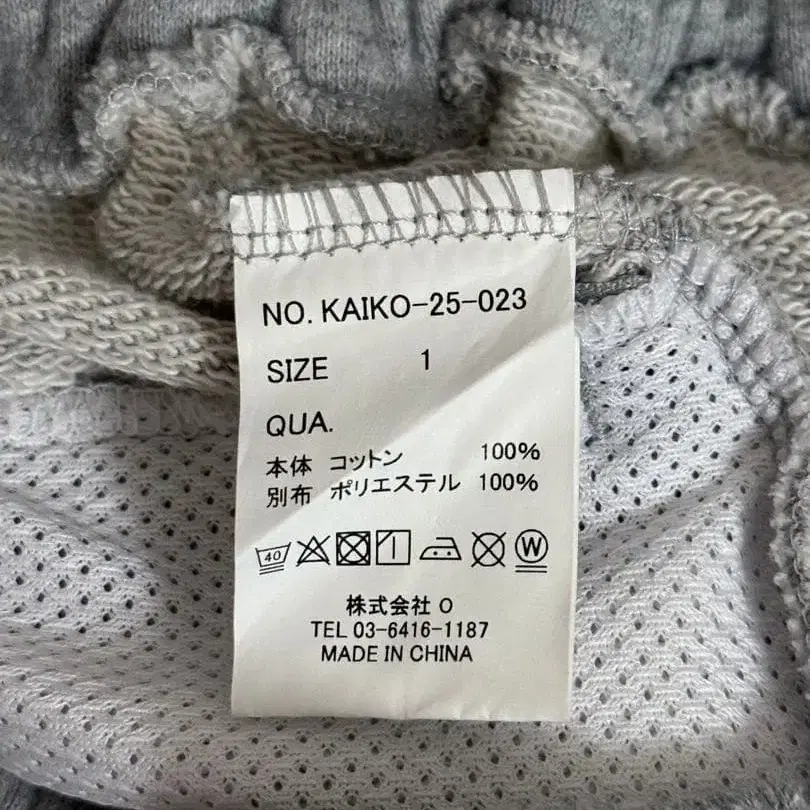 NO. KAIKO-25-023
SIZE 1
QUA.
本体 コットン 100%
別布 ポリエステル 100%
40 W
株式会社 O
TEL 03-6416-1187
MADE IN CHINA